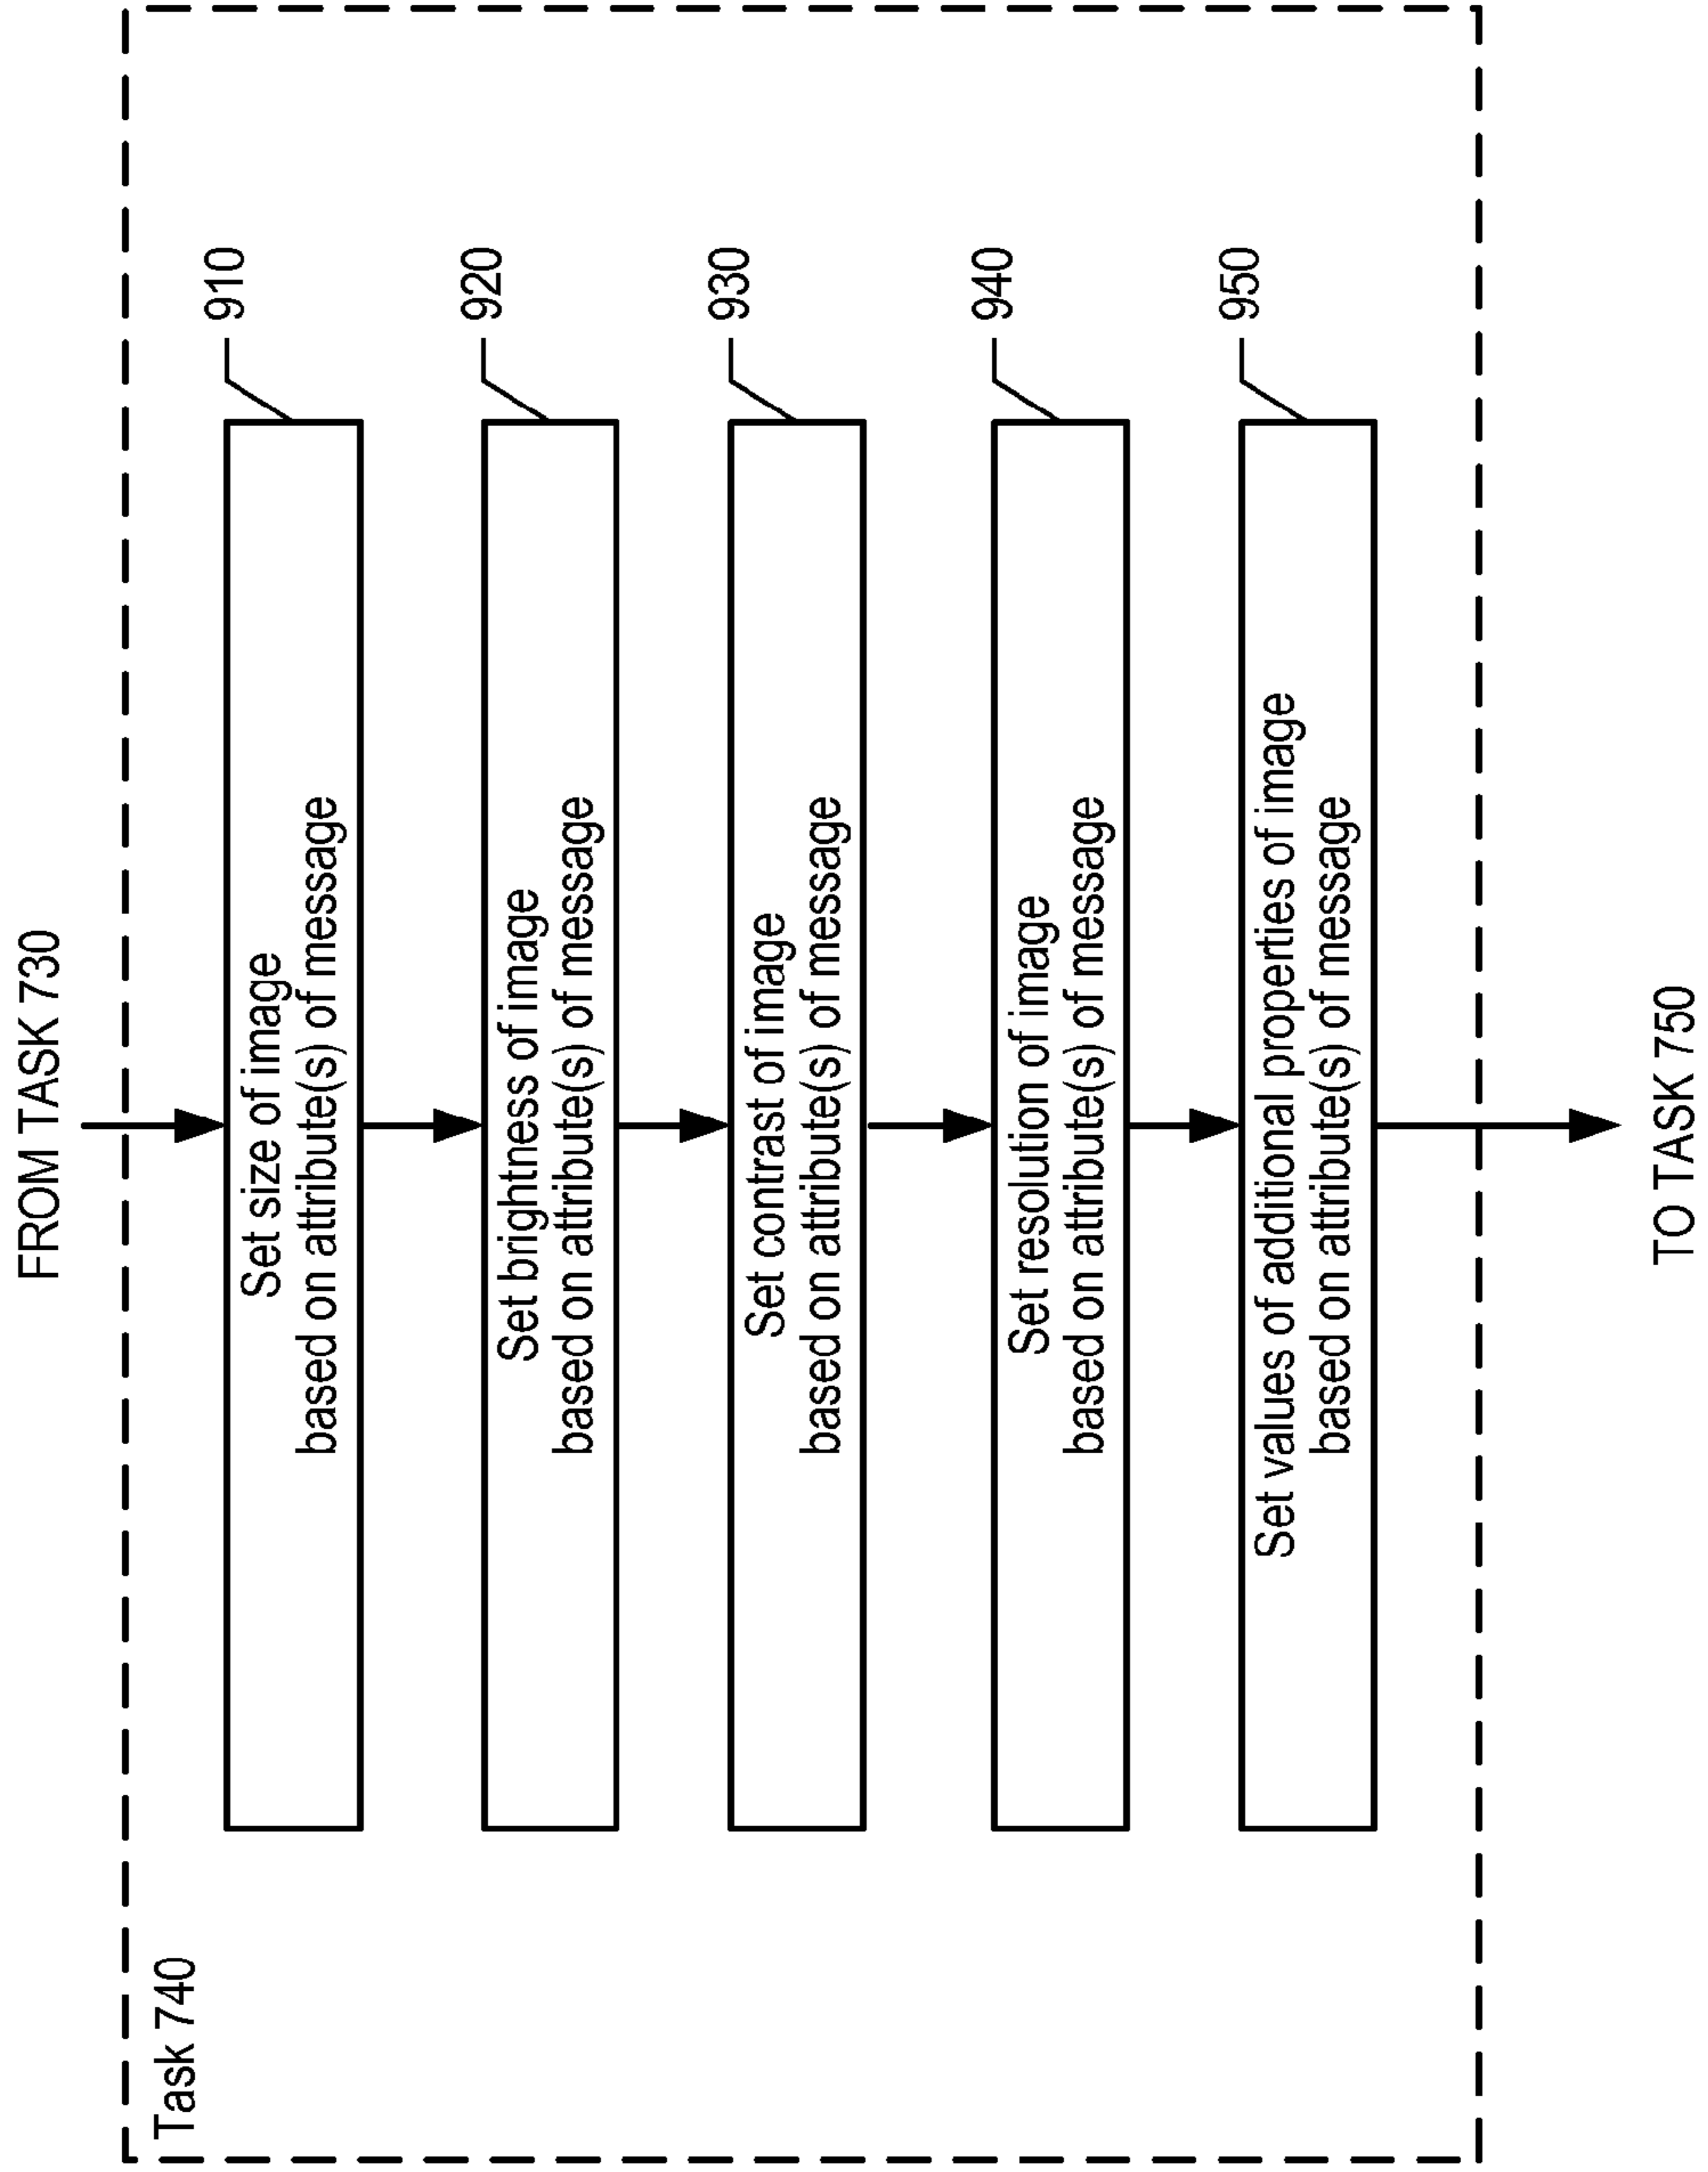 FROM TASK 730
Task 740
Set size of image
based on attribute(s) of message
910
Set brightness of image
based on attribute(s) of message
920
Set contrast of image
based on attribute(s) of message
930
Set resolution of image
based on attribute(s) of message
940
Set values of additional properties of image
based on attribute(s) of message
950
TO TASK 750